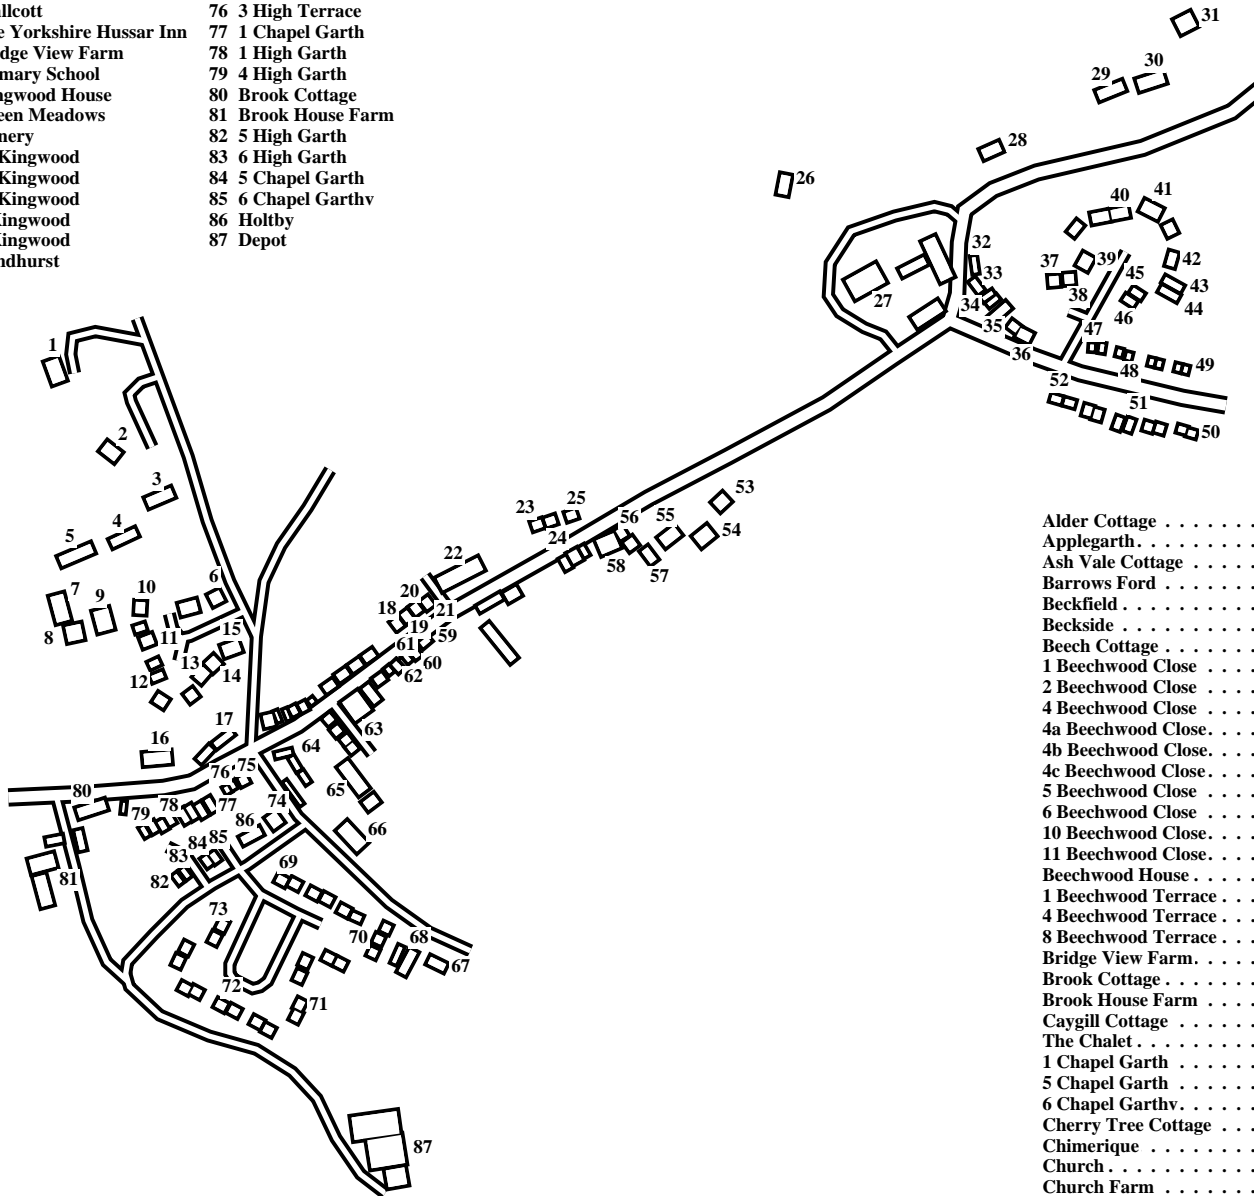 llcott 76 3 High Terrace
e Yorkshire Hussar Inn 77 1 Chapel Garth
dge View Farm 78 1 High Garth
mary School 79 4 High Garth
ngwood House 80 Brook Cottage
een Meadows 81 Brook House Farm
nery 82 5 High Garth
Kingwood 83 6 High Garth
Kingwood 84 5 Chapel Garth
Kingwood 85 6 Chapel Garthv
Kingwood 86 Holtby
Kingwood 87 Depot
ndhurst
31
30
29
28
26
41
40
32
42
39
37
33
45
43
27
38
44
34
46
35
47
1
36
49
48
52
51
50
2
3
53
25
23
56
4
55
54
5
24
22
58
57
6
7
10
9
20
18
21
8
11
15
19
59
61
60
13
14
62
12
17
63
16
64
76
75
65
80
74
79
78
77
86
66
85
84
83
69
82
81
73
70
68
67
72
71
87
Alder Cottage . . . . . . .
Applegarth . . . . . . . . .
Ash Vale Cottage . . . . .
Barrows Ford . . . . . . .
Beckfield . . . . . . . . . .
Beckside . . . . . . . . . .
Beech Cottage . . . . . . .
1 Beechwood Close . . . .
2 Beechwood Close . . . .
4 Beechwood Close . . . .
4a Beechwood Close . . . .
4b Beechwood Close . . . .
4c Beechwood Close . . . .
5 Beechwood Close . . . .
6 Beechwood Close . . . .
10 Beechwood Close . . . .
11 Beechwood Close . . . .
Beechwood House . . . . .
1 Beechwood Terrace . . .
4 Beechwood Terrace . . .
8 Beechwood Terrace . . .
Bridge View Farm . . . . .
Brook Cottage . . . . . . .
Brook House Farm . . . .
Caygill Cottage . . . . . .
The Chalet . . . . . . . . .
1 Chapel Garth . . . . . .
5 Chapel Garth . . . . . .
6 Chapel Garthv . . . . . .
Cherry Tree Cottage . . .
Chimerique . . . . . . . .
Church . . . . . . . . . . .
Church Farm . . . . . . .